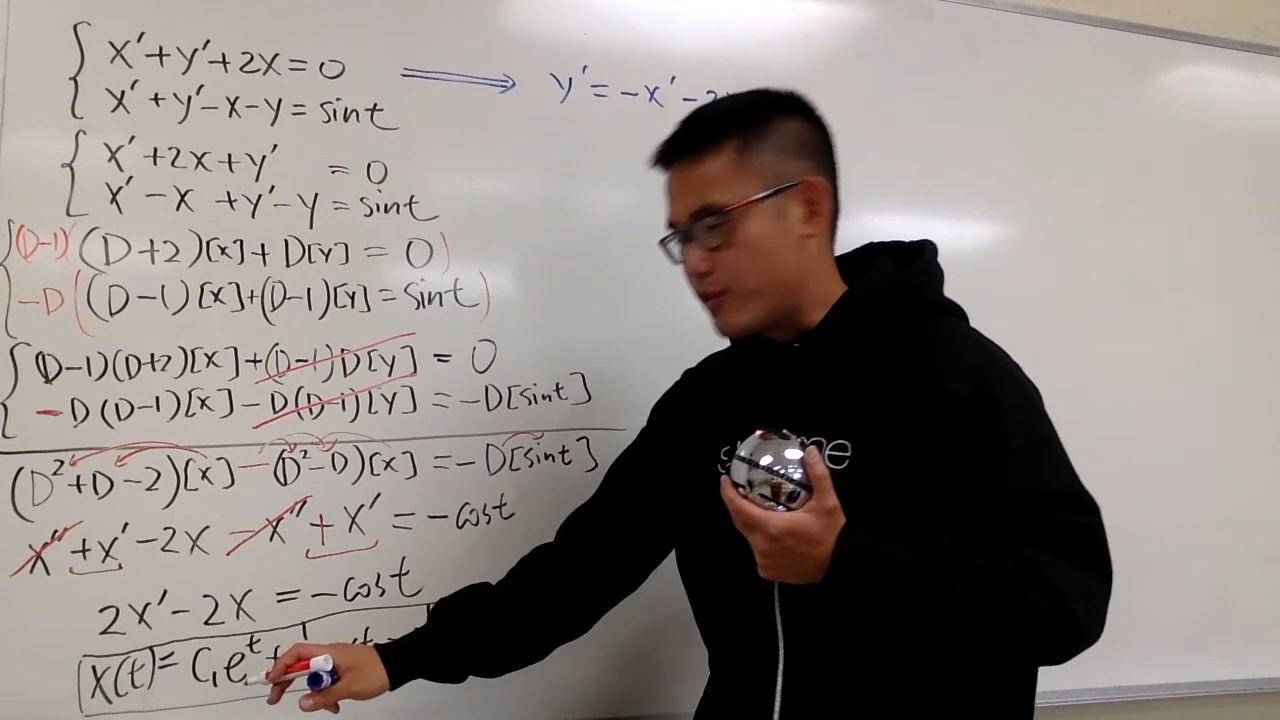 x'+y'+2x=0 ⟹ y'=-x'-2
x'+y'-x-y=sint
x'+2x+y' =0
x'-x +y'-y=sint
(D-1)((D+2)[x]+D[y]=0)
-D((D-1)[x]+(D-1)[y]=sint)
(D-1)(D+2)[x]+(D-1)D[y]=0
-D(D-1)[x]-D(D-1)[y]=-D[sint]
(D²+D-2)[x]-(D²-D)[x]=-D[sint]
x''+x'-2x-x''+x'=-cost
2x'-2x=-cost
x(t)=C₁e^t+